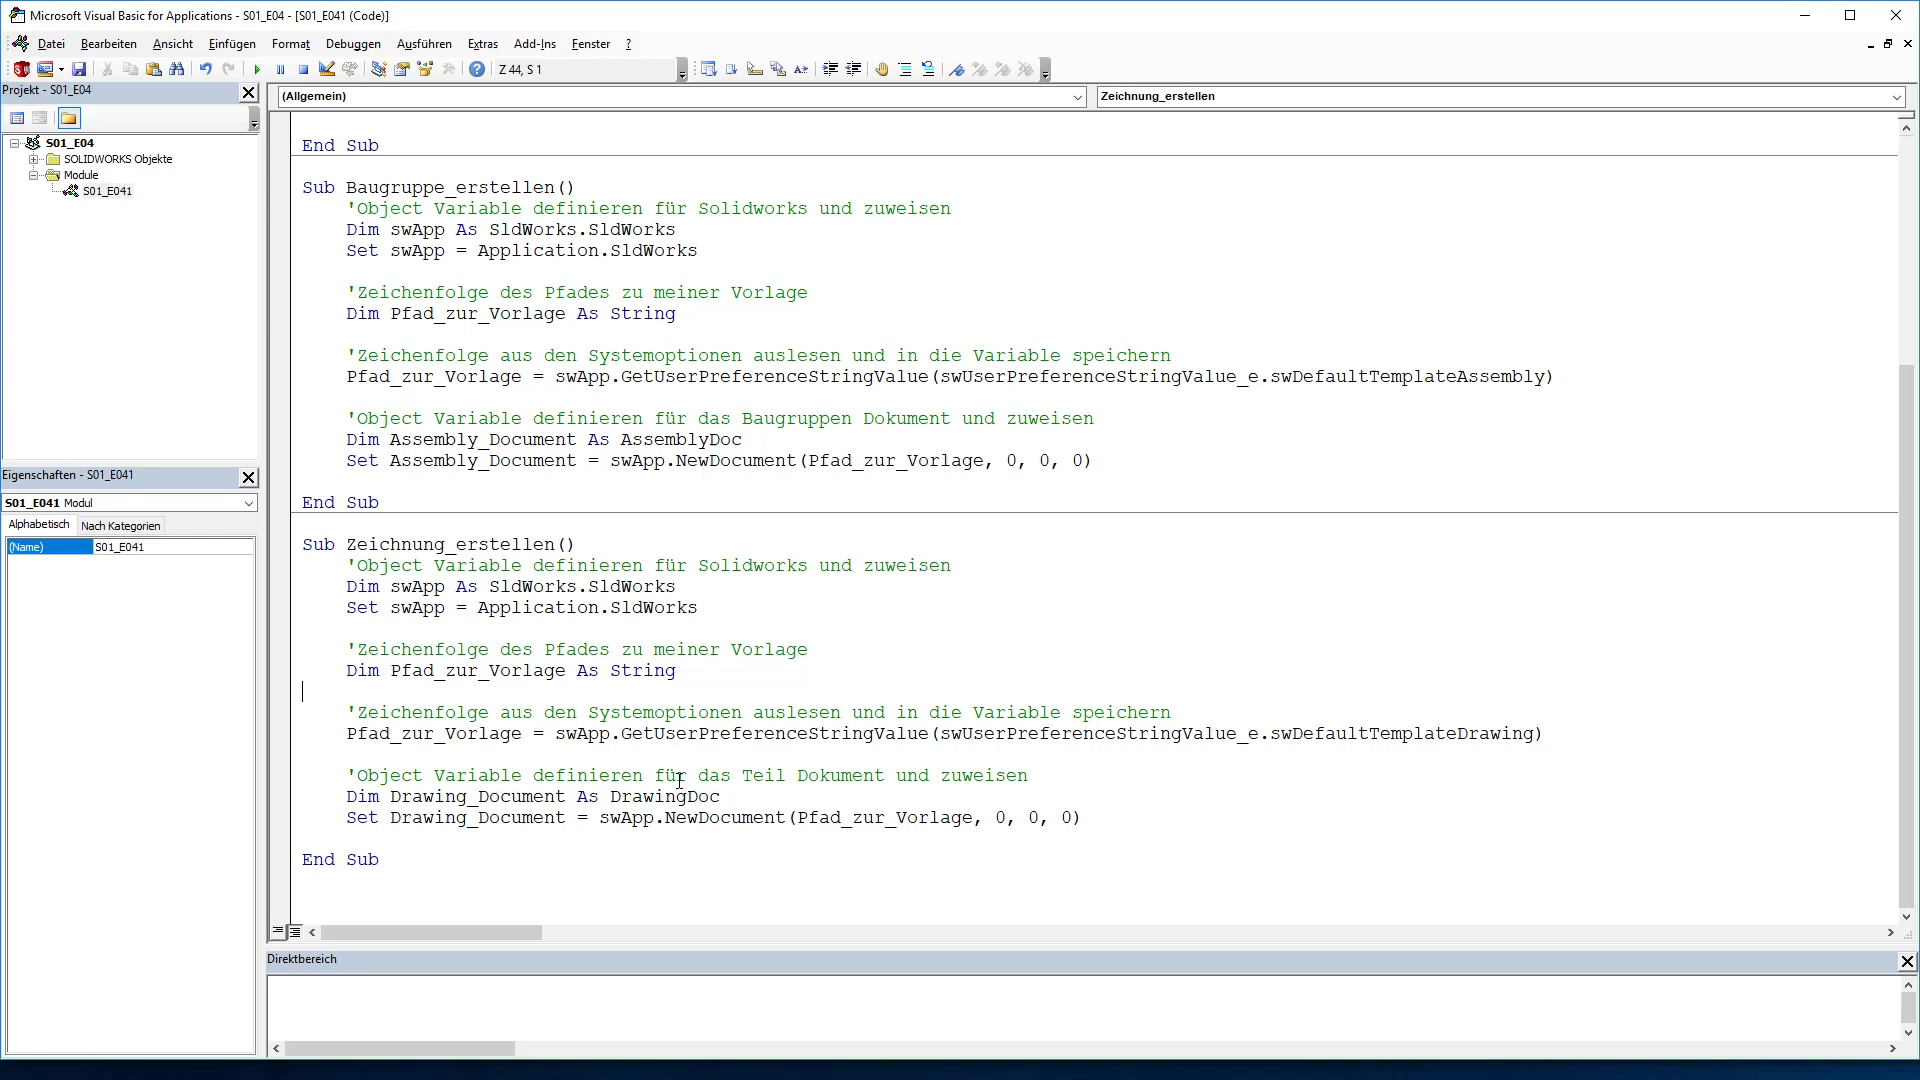 Microsoft Visual Basic for Applications - S01_E04 - [S01_E041 (Code)]
Datei Bearbeiten Ansicht Einfügen Format Debuggen Ausführen Extras Add-Ins Fenster ?
Z 44, S 1
Projekt - S01_E04
(Allgemein)
Zeichnung_erstellen
S01_E04
SOLIDWORKS Objekte
Module
S01_E041
End Sub
Sub Baugruppe_erstellen()
'Object Variable definieren für Solidworks und zuweisen
Dim swApp As SldWorks.SldWorks
Set swApp = Application.SldWorks
'Zeichenfolge des Pfades zu meiner Vorlage
Dim Pfad_zur_Vorlage As String
'Zeichenfolge aus den Systemoptionen auslesen und in die Variable speichern
Pfad_zur_Vorlage = swApp.GetUserPreferenceStringValue(swUserPreferenceStringValue_e.swDefaultTemplateAssembly)
'Object Variable definieren für das Baugruppen Dokument und zuweisen
Dim Assembly_Document As AssemblyDoc
Set Assembly_Document = swApp.NewDocument(Pfad_zur_Vorlage, 0, 0, 0)
End Sub
Sub Zeichnung_erstellen()
'Object Variable definieren für Solidworks und zuweisen
Dim swApp As SldWorks.SldWorks
Set swApp = Application.SldWorks
'Zeichenfolge des Pfades zu meiner Vorlage
Dim Pfad_zur_Vorlage As String
'Zeichenfolge aus den Systemoptionen auslesen und in die Variable speichern
Pfad_zur_Vorlage = swApp.GetUserPreferenceStringValue(swUserPreferenceStringValue_e.swDefaultTemplateDrawing)
'Object Variable definieren für das Teil Dokument und zuweisen
Dim Drawing_Document As DrawingDoc
Set Drawing_Document = swApp.NewDocument(Pfad_zur_Vorlage, 0, 0, 0)
End Sub
Eigenschaften - S01_E041
S01_E041 Modul
Alphabetisch Nach Kategorien
(Name) S01_E041
Direktbereich